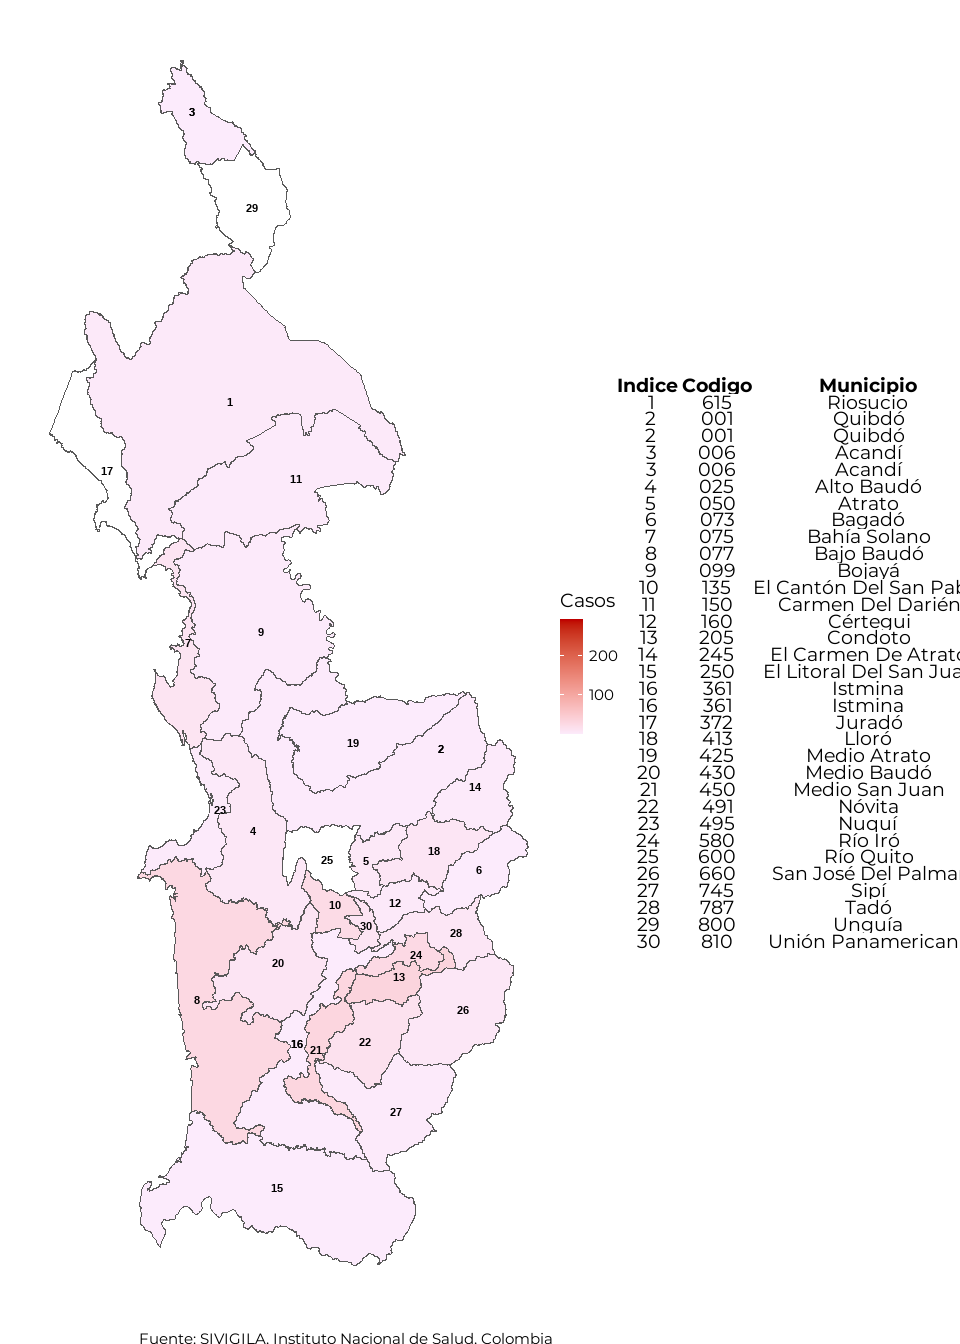 3
29
1
17
11
9
7
19
2
14
23
4
25
5
18
6
10
12
30
28
20
24
13
8
26
16
21
22
27
15
Casos
200
100
Indice Codigo Municipio
1 615 Riosucio
2 001 Quibdó
2 001 Quibdó
3 006 Acandí
3 006 Acandí
4 025 Alto Baudó
5 050 Atrato
6 073 Bagadó
7 075 Bahía Solano
8 077 Bajo Baudó
9 099 Bojayá
10 135 El Cantón Del San Pab
11 150 Carmen Del Darién
12 160 Cértegui
13 205 Condoto
14 245 El Carmen De Atrato
15 250 El Litoral Del San Jua
16 361 Istmina
16 361 Istmina
17 372 Juradó
18 413 Lloró
19 425 Medio Atrato
20 430 Medio Baudó
21 450 Medio San Juan
22 491 Nóvita
23 495 Nuquí
24 580 Río Iró
25 600 Río Quito
26 660 San José Del Palmar
27 745 Sipí
28 787 Tadó
29 800 Unguía
30 810 Unión Panamerican
Fuente: SIVIGILA, Instituto Nacional de Salud, Colombia